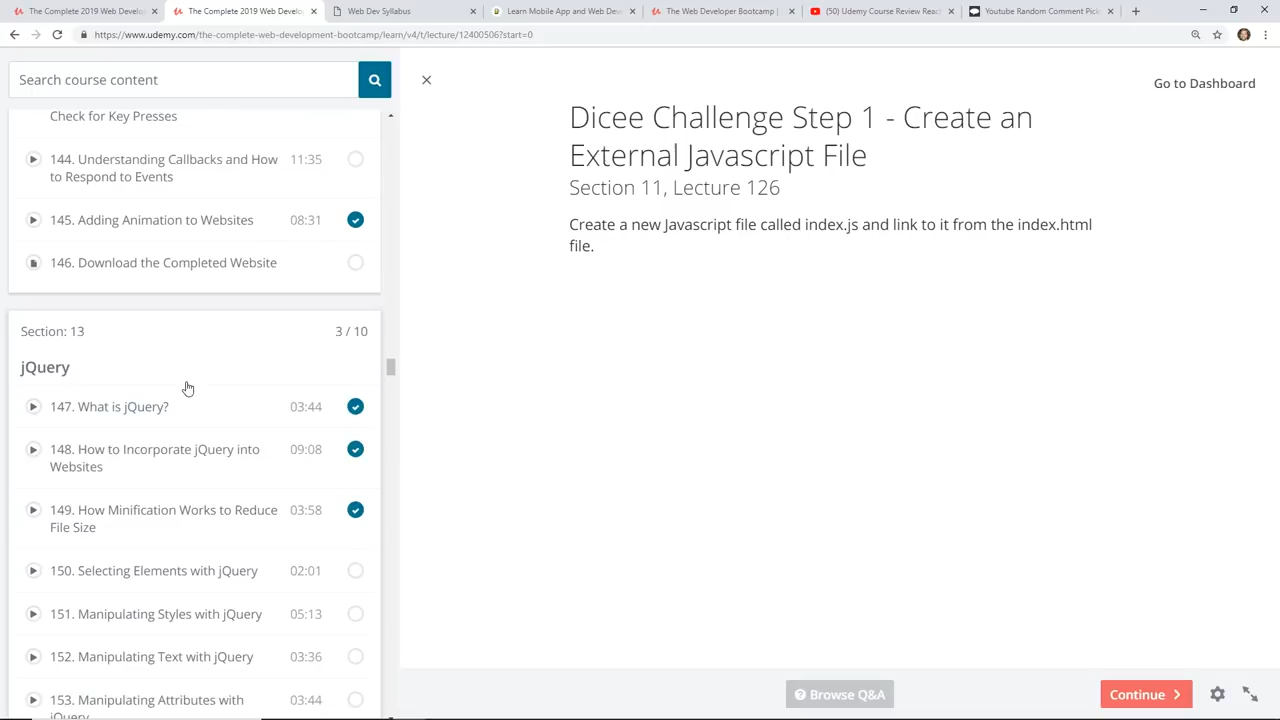 The Complete 2019 Web Develo
The Complete 2019 Web Develo
Web Dev Syllabus
Learn Mobile App and Web Dev
The Web Developer Bootcamp |
(50) Udemy Course Review Reac
Youtube Random Comment Pick
https://www.udemy.com/the-complete-web-development-bootcamp/learn/v4/t/lecture/12400506?start=0
Search course content
Check for Key Presses
144. Understanding Callbacks and How
to Respond to Events
11:35
145. Adding Animation to Websites
08:31
146. Download the Completed Website
Section: 13
3 / 10
jQuery
147. What is jQuery?
03:44
148. How to Incorporate jQuery into
Websites
09:08
149. How Minification Works to Reduce
File Size
03:58
150. Selecting Elements with jQuery
02:01
151. Manipulating Styles with jQuery
05:13
152. Manipulating Text with jQuery
03:36
153. Manipulating Attributes with
jQuery
03:44
Go to Dashboard
Dicee Challenge Step 1 - Create an
External Javascript File
Section 11, Lecture 126
Create a new Javascript file called index.js and link to it from the index.html
file.
Browse Q&A
Continue